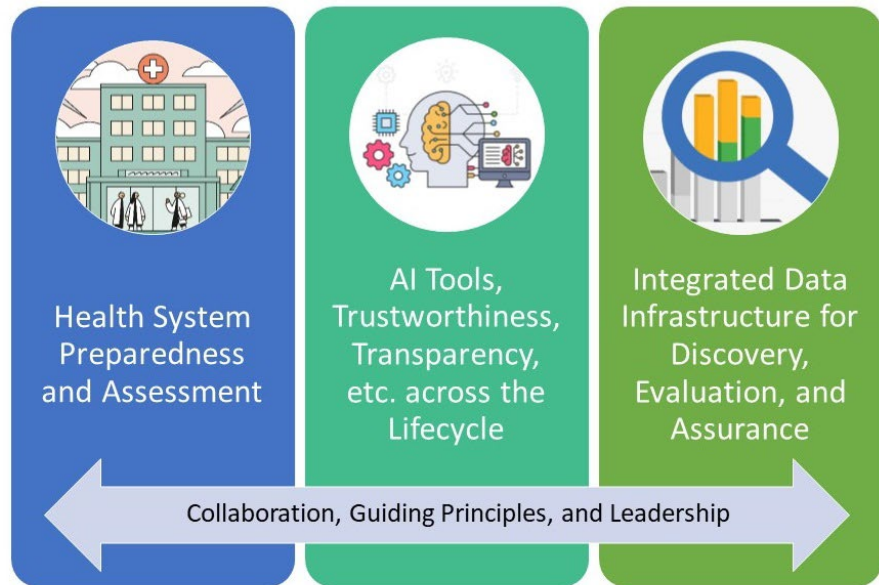 Health System
Preparedness
and Assessment
AI Tools,
Trustworthiness,
Transparency,
etc. across the
Lifecycle
Integrated Data
Infrastructure for
Discovery,
Evaluation, and
Assurance
Collaboration, Guiding Principles, and Leadership